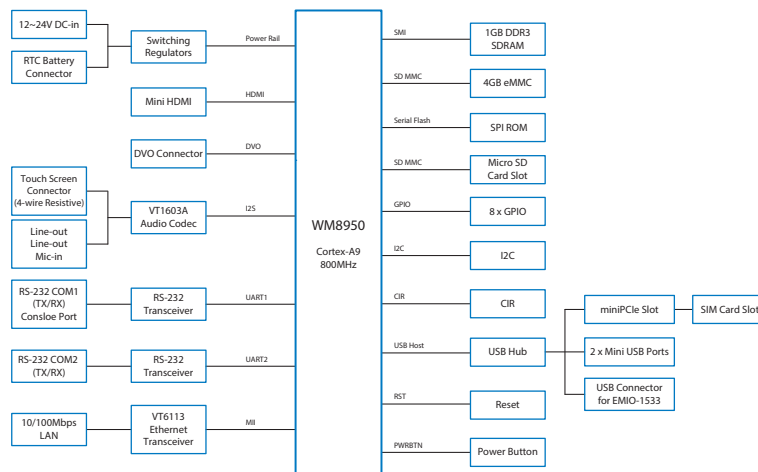 12~24V DC-in
RTC Battery
Connector
Switching
Regulators
Power Rail
Mini HDMI
HDMI
DVO Connector
DVO
Touch Screen
Connector
(4-wire Resistive)
Line-out
Line-out
Mic-in
VT1603A
Audio Codec
I2S
RS-232 COM1
(TX/RX)
Consloe Port
RS-232
Transceiver
UART1
RS-232 COM2
(TX/RX)
RS-232
Transceiver
UART2
10/100Mbps
LAN
VT6113
Ethernet
Transceiver
MII
WM8950
Cortex-A9
800MHz
SMI
1GB DDR3
SDRAM
SD MMC
4GB eMMC
Serial Flash
SPI ROM
SD MMC
Micro SD
Card Slot
GPIO
8 x GPIO
I2C
I2C
CIR
CIR
USB Host
USB Hub
miniPCIe Slot
SIM Card Slot
2 x Mini USB Ports
USB Connector
for EMIO-1533
RST
Reset
PWRBTN
Power Button